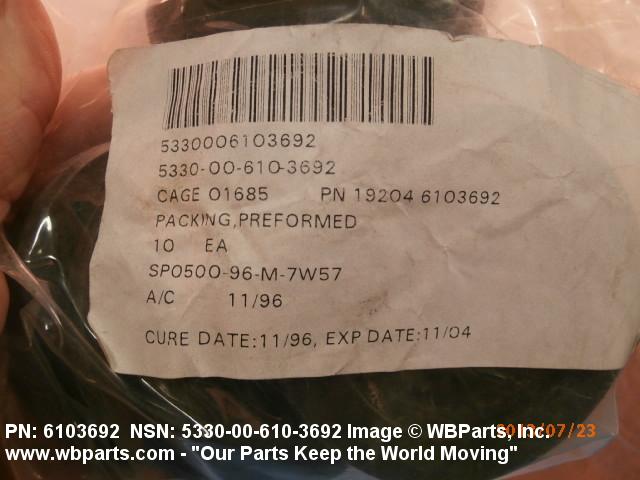 5330006103692
5330-00-610-3692
CAGE 01685 PN 19204 6103692
PACKING,PREFORMED
10 EA
SP0500-96-M-7W57
A/C 11/96
CURE DATE:11/96, EXP DATE:11/04
PN: 6103692 NSN: 5330-00-610-3692 Image © WBParts, Inc.
www.wbparts.com - "Our Parts Keep the World Moving"